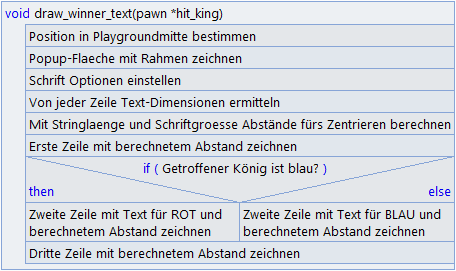 void draw_winner_text(pawn *hit_king)
Position in Playgroundmitte bestimmen
Popup-Flaeche mit Rahmen zeichnen
Schrift Optionen einstellen
Von jeder Zeile Text-Dimensionen ermitteln
Mit Stringlaenge und Schriftgroesse Abstände fürs Zentrieren berechnen
Erste Zeile mit berechnetem Abstand zeichnen
if ( Getroffener König ist blau? )
then else
Zweite Zeile mit Text für ROT und
berechnetem Abstand zeichnen
Zweite Zeile mit Text für BLAU und
berechnetem Abstand zeichnen
Dritte Zeile mit berechnetem Abstand zeichnen